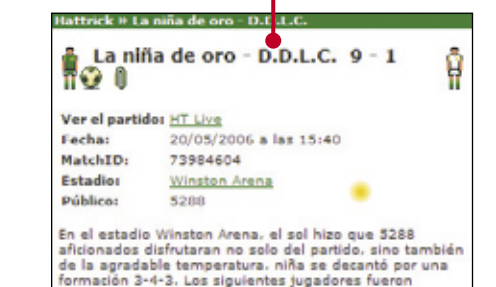 Hattrick » La niña de oro - D.D.L.C.
La niña de oro - D.D.L.C. 9 - 1
Ver el partido: HT Live
Fecha: 20/05/2006 a las 15:40
MatchID: 73984604
Estadio: Winston Arena
Público: 5288
En el estadio Winston Arena, el sol hizo que 5288
aficionados disfrutaran no solo del partido, sino también
de la agradable temperatura. niña se decantó por una
formación 3-4-3. Los siguientes jugadores fueron